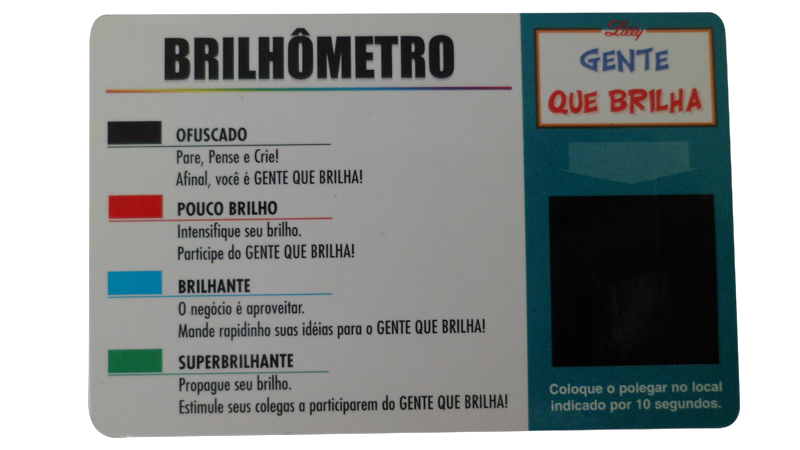 BRILHÔMETRO
OFUSCADO
Pare, Pense e Crie!
Afinal, você é GENTE QUE BRILHA!
POUCO BRILHO
Intensifique seu brilho.
Participe do GENTE QUE BRILHA!
BRILHANTE
O negócio é aproveitar.
Mande rapidinho suas idéias para o GENTE QUE BRILHA!
SUPERBRILHANTE
Propague seu brilho.
Estimule seus colegas a participarem do GENTE QUE BRILHA!
Lilly
GENTE
QUE BRILHA
Coloque o polegar no local
indicado por 10 segundos.